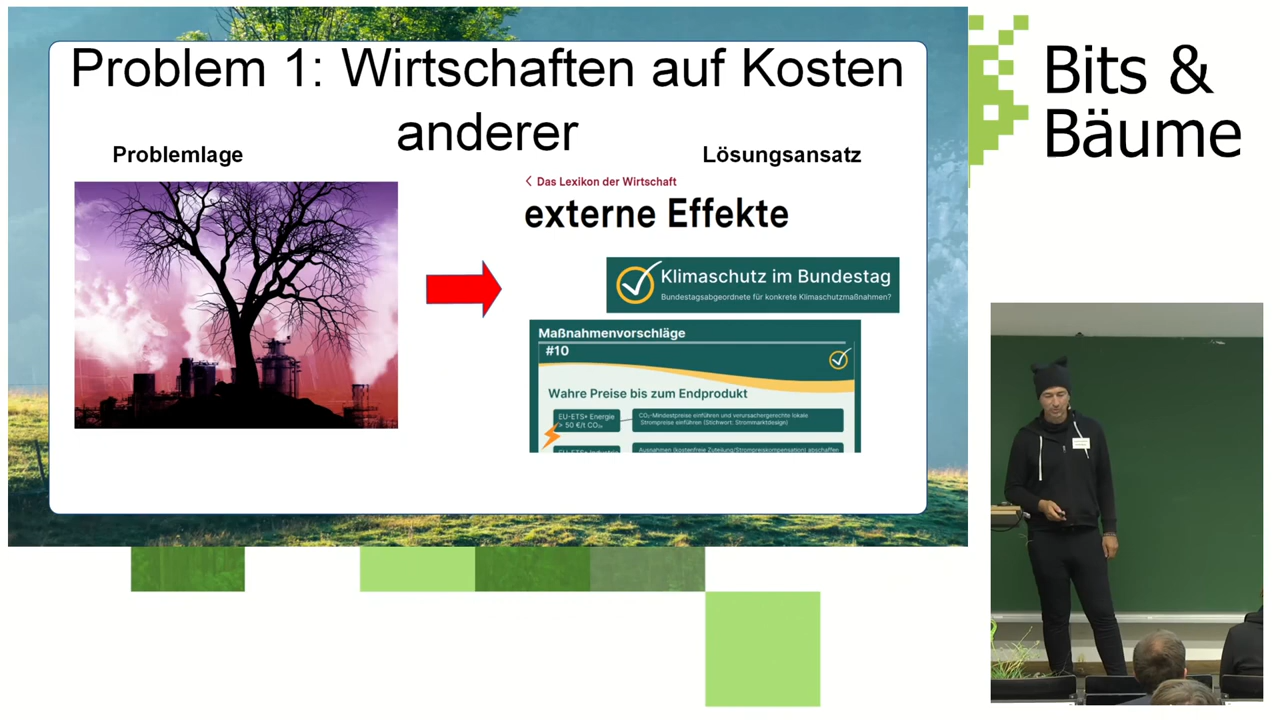 Problem 1: Wirtschaften auf Kosten
anderer
Problemlage
Lösungsansatz
Das Lexikon der Wirtschaft
externe Effekte
Klimaschutz im Bundestag
Bundestagsabgeordnete für konkrete Klimaschutzmaßnahmen?
Maßnahmenvorschläge
#10
Wahre Preise bis zum Endprodukt
EU-ETS+ Energie
> 50 €/t CO₂ₑ
CO₂-Mindestpreise einführen und verursachergerechte lokale
Strompreise einführen (Stichwort: Strommarktdesign)
Ausnahmen (kostenfreie Zuteilung/Strompreiskompensation) abschaffen
Bits &
Bäume